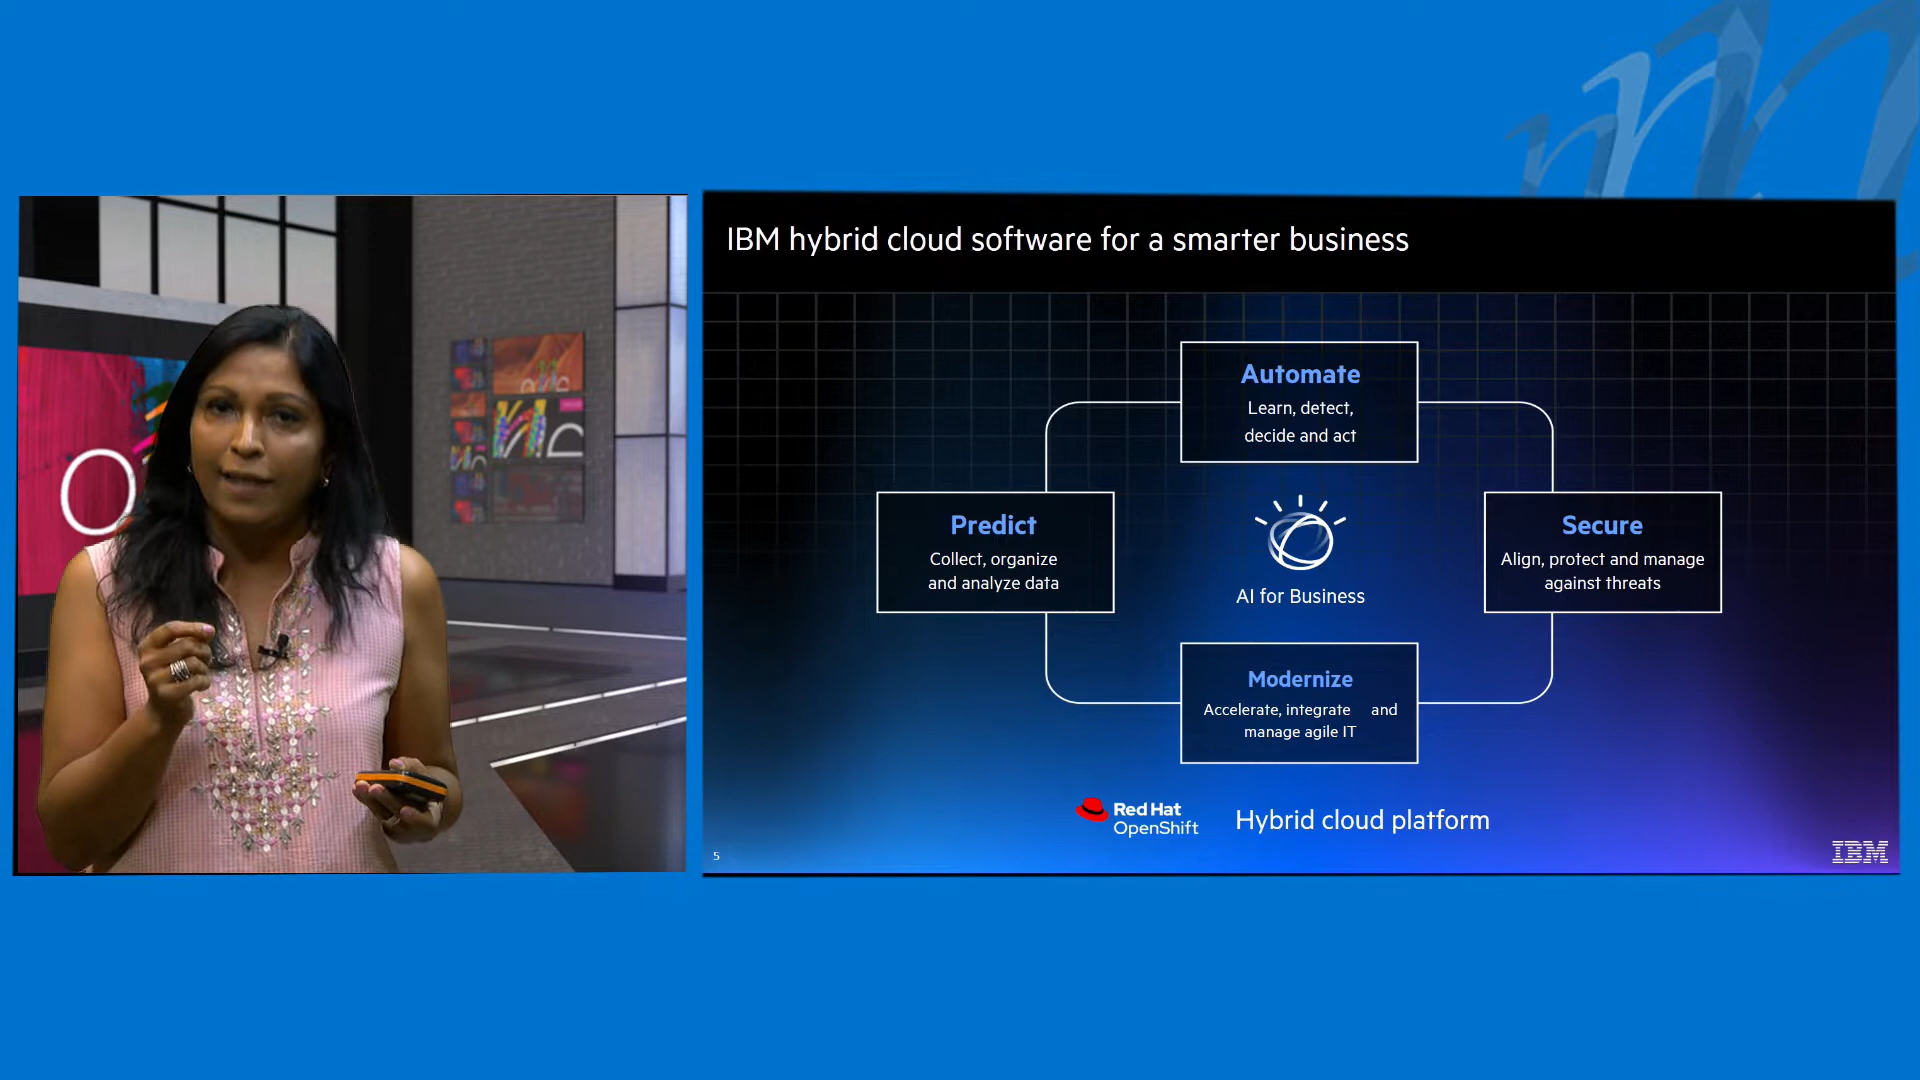 IBM hybrid cloud software for a smarter business
Automate
Learn, detect,
decide and act
Predict
Collect, organize
and analyze data
AI for Business
Secure
Align, protect and manage
against threats
Modernize
Accelerate, integrate and
manage agile IT
Red Hat
OpenShift
Hybrid cloud platform
5
IBM